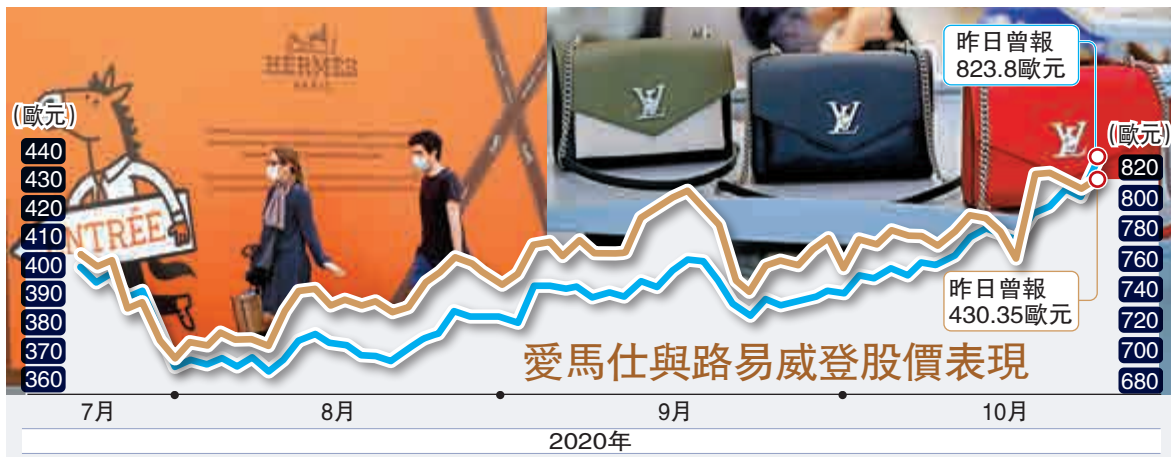 HERMÈS
PARIS
ENTRÉE
昨日曾報
823.8歐元
(歐元)
440
430
420
410
400
390
380
370
360
(歐元)
820
800
780
760
740
720
700
680
昨日曾報
430.35歐元
愛馬仕與路易威登股價表現
7月
8月
9月
10月
2020年
LV
LV
LV